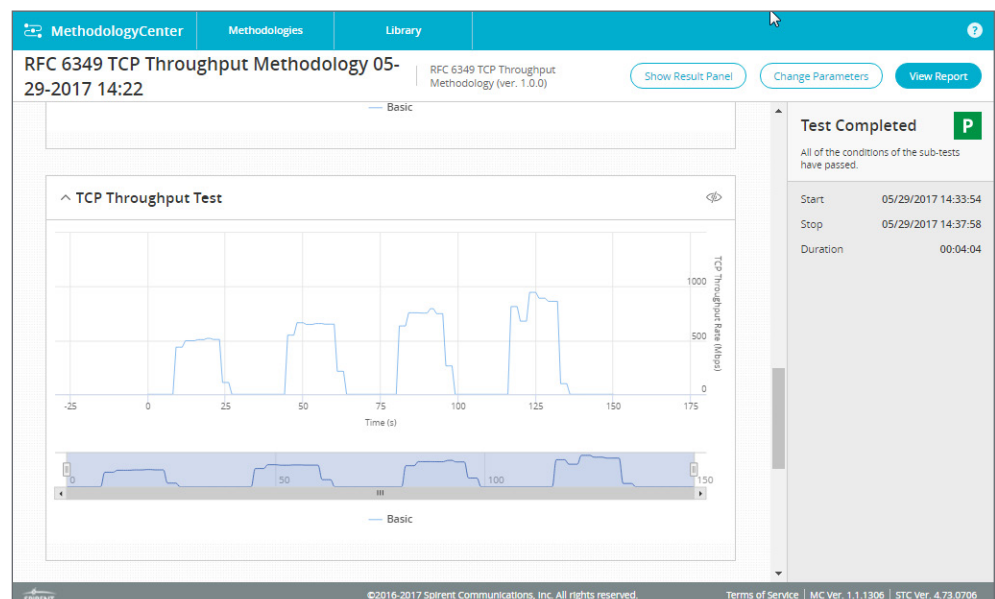 MethodologyCenter
Methodologies
Library
?
RFC 6349 TCP Throughput Methodology 05-
29-2017 14:22
RFC 6349 TCP Throughput
Methodology (ver. 1.0.0)
Show Result Panel
Change Parameters
View Report
Basic
TCP Throughput Test
1000
500
0
TCP Throughput Rate (Mbps)
-25
0
25
50
75
100
125
150
175
Time (s)
0
50
100
150
Basic
Test Completed
P
All of the conditions of the sub-tests
have passed.
Start 05/29/2017 14:33:54
Stop 05/29/2017 14:37:58
Duration 00:04:04
SPIRENT
©2016-2017 Spirent Communications, Inc. All rights reserved.
Terms of Service | MC Ver. 1.1.1306 | STC Ver. 4.73.0706